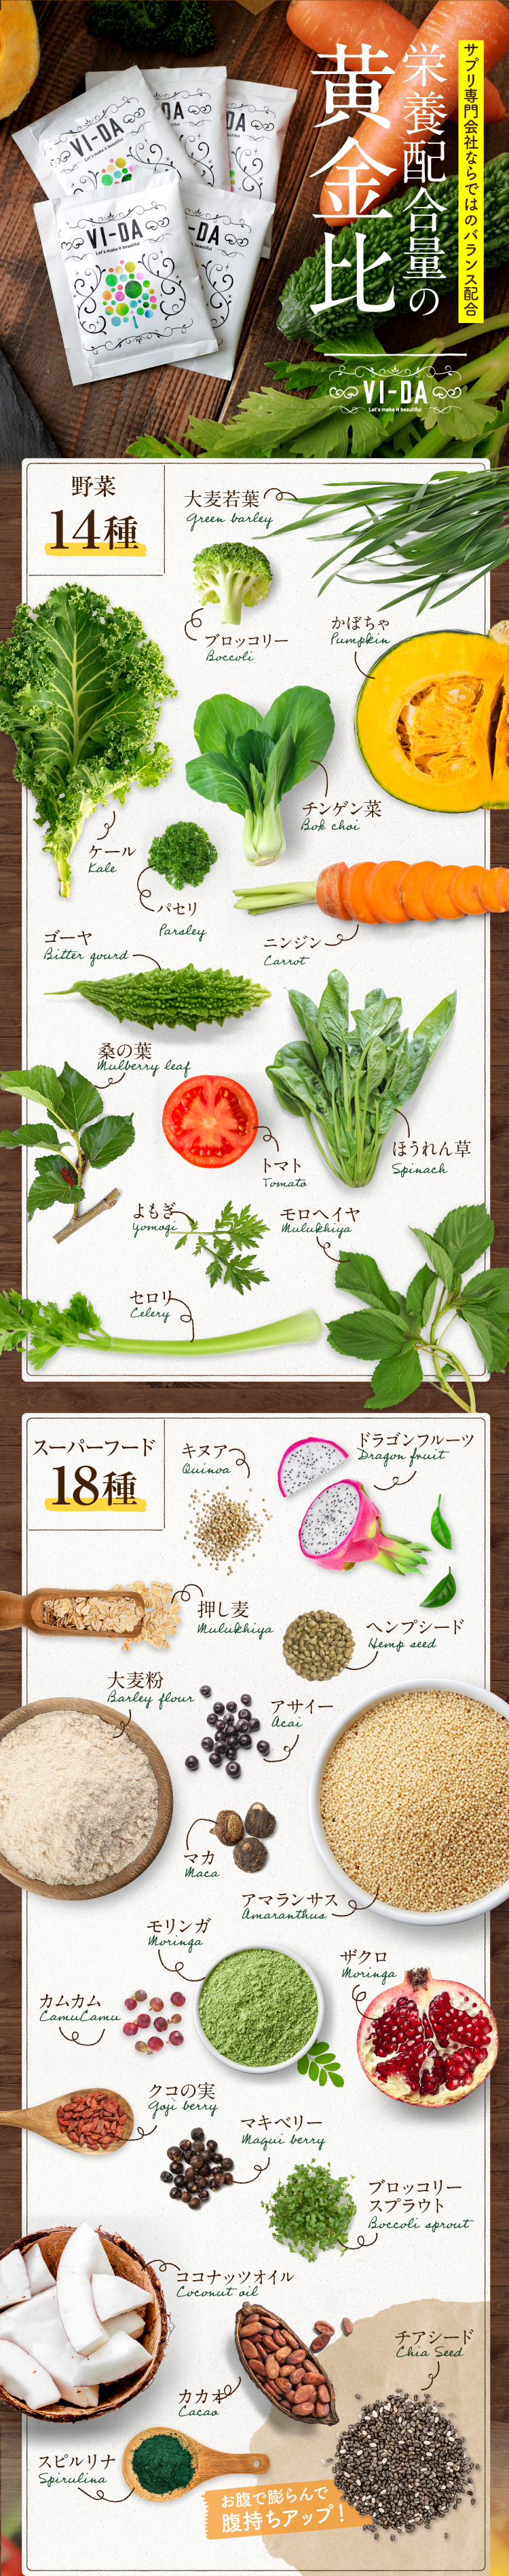 サプリ専門会社ならではのバランス配合
栄養配合量の
黄金比
VI-DA
Let's make it beautiful.
DA
DA
VI-DA
Let's make it beautiful.
-DA
VI-DA
Let's make it beautiful.
野菜
14種
大麦若葉
Green barley
ブロッコリー
Boccoli
かぼちゃ
Pumpkin
チンゲン菜
Bok choi
ケール
Kale
パセリ
Parsley
ニンジン
Carrot
ゴーヤ
Bitter gourd
桑の葉
Mulberry leaf
トマト
Tomato
ほうれん草
Spinach
よもぎ
yomogi
モロヘイヤ
Mulukhiya
セロリ
Celery
スーパーフード
18種
キヌア
Quinoa
ドラゴンフルーツ
Dragon fruit
押し麦
Mulukhiya
ヘンプシード
Hemp seed
大麦粉
Barley flour
アサイー
Acai
マカ
Maca
アマランサス
Amaranthus
モリンガ
Moringa
ザクロ
Moringa
カムカム
CamuCamu
クコの実
Goji berry
マキベリー
Maqui berry
ブロッコリー
スプラウト
Boccoli sprout
ココナッツオイル
Coconut oil
チアシード
Chia Seed
カカオ
Cacao
スピルリナ
Spirulina
お腹で膨らんで
腹持ちアップ！